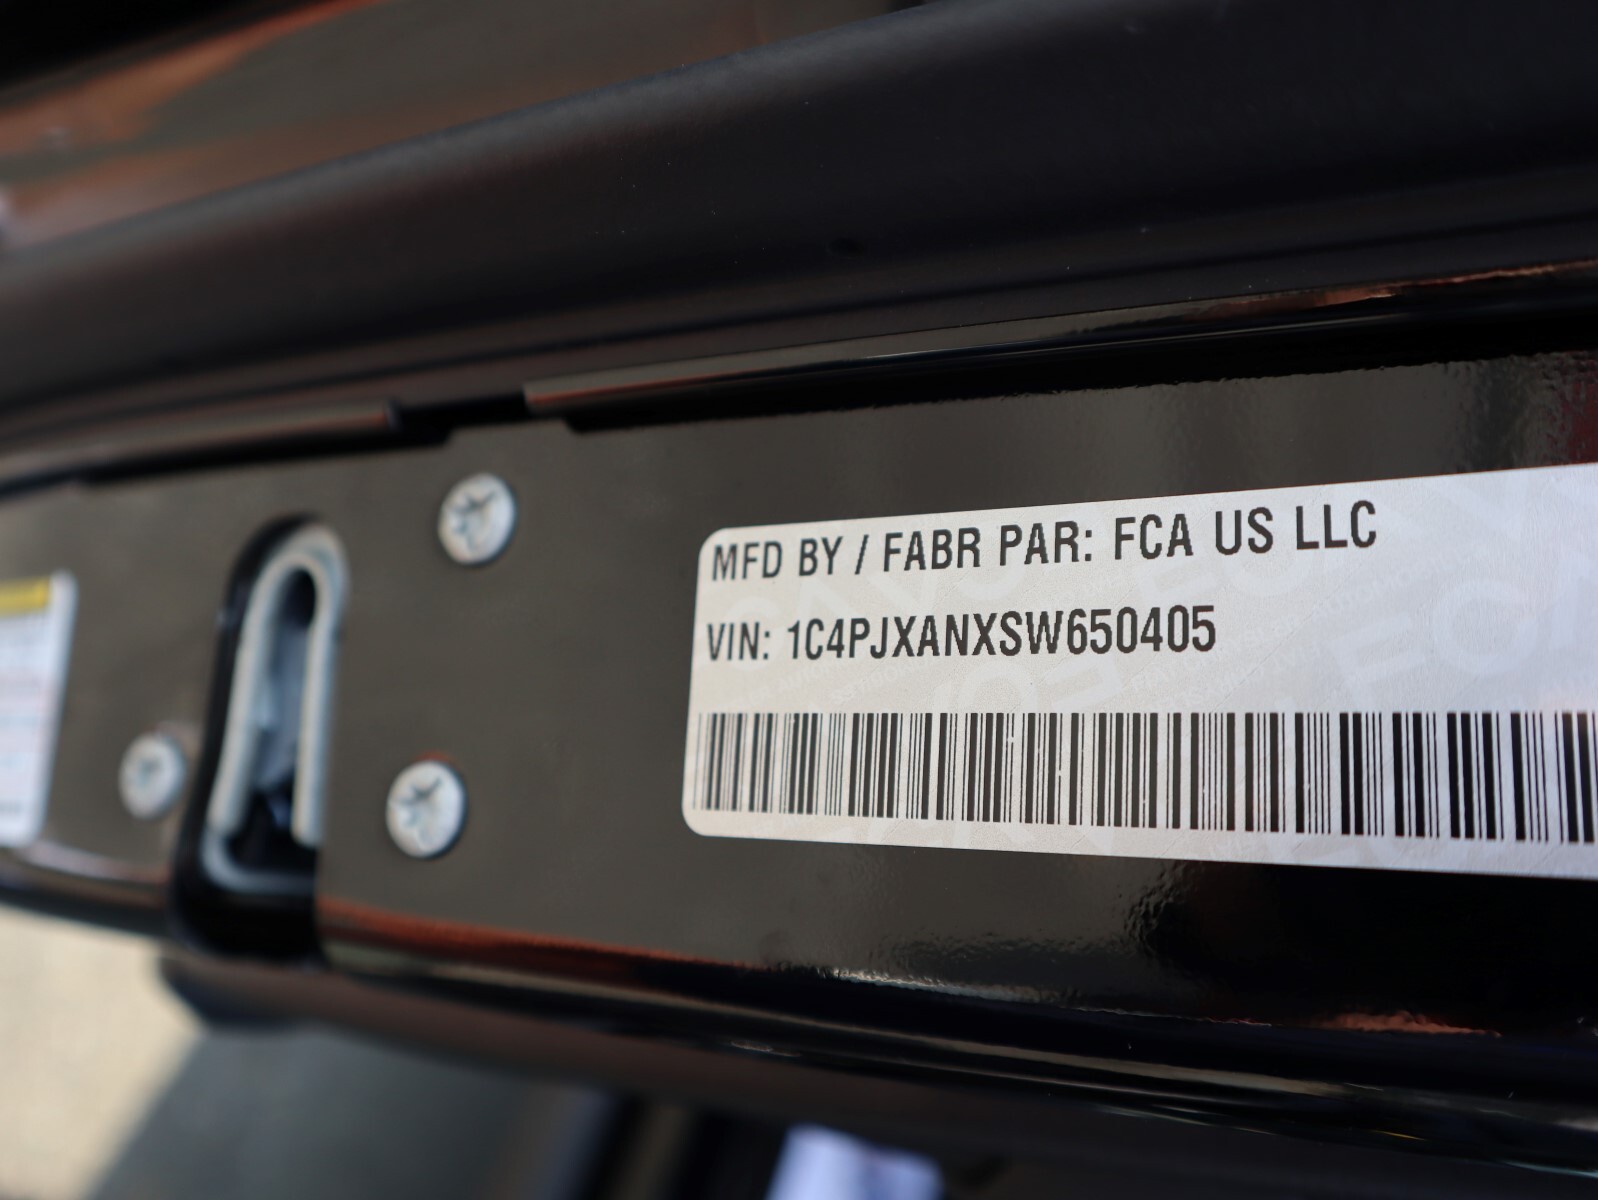 MFD BY / FABR PAR: FCA US LLC
VIN: 1C4PJXANXSW650405